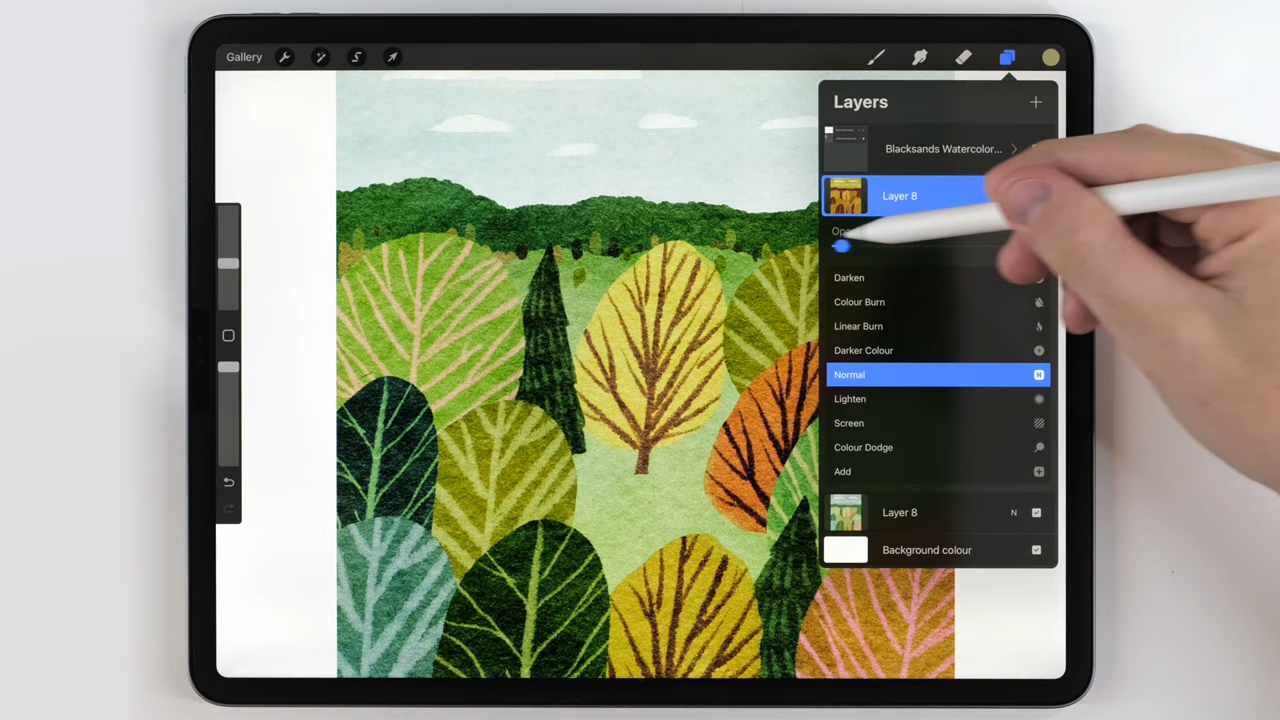 Gallery
Layers
Blacksands Watercolor...
Layer 8
Darken
Colour Burn
Linear Burn
Darker Colour
Normal
N
Lighten
Screen
Colour Dodge
Add
Layer 8
N
Background colour